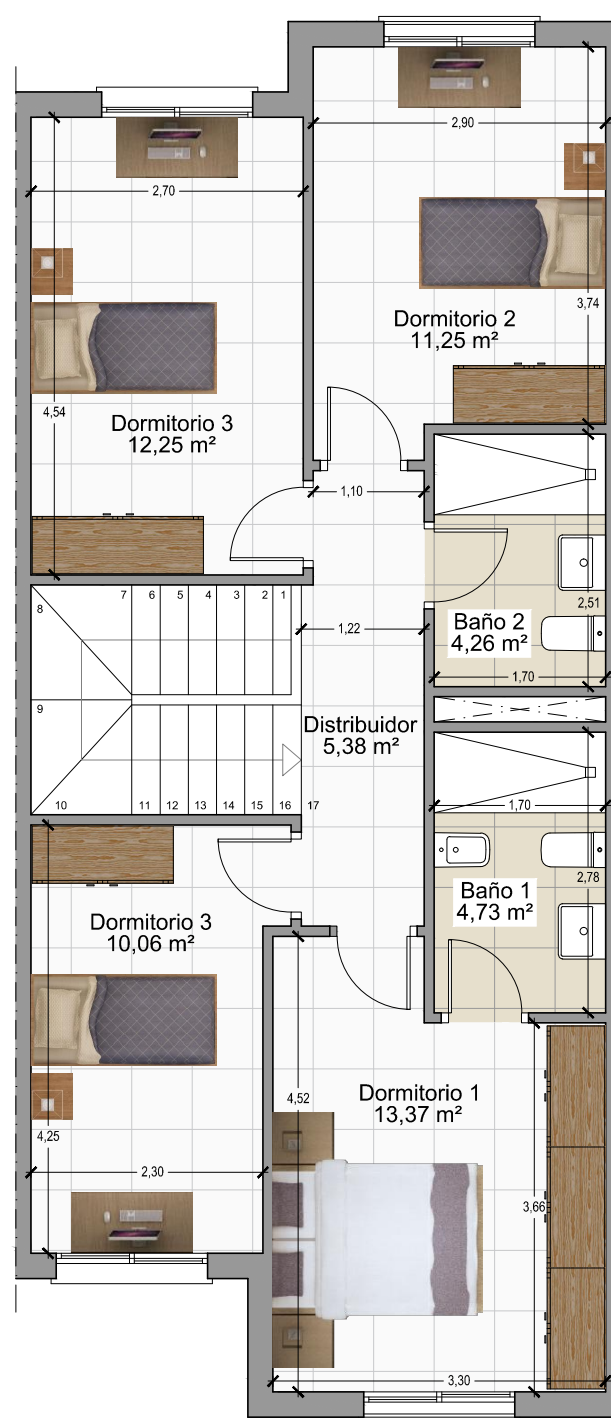 2,90
2,70
3,74
Dormitorio 2
11,25 m²
4,54
Dormitorio 3
12,25 m²
1,10
8
7
6
5
4
3
2
1
2,51
1,22
Baño 2
4,26 m²
1,70
9
Distribuidor
5,38 m²
10
11
12
13
14
15
16
17
1,70
2,78
Baño 1
4,73 m²
Dormitorio 3
10,06 m²
4,52
Dormitorio 1
13,37 m²
4,25
2,30
3,66
3,30